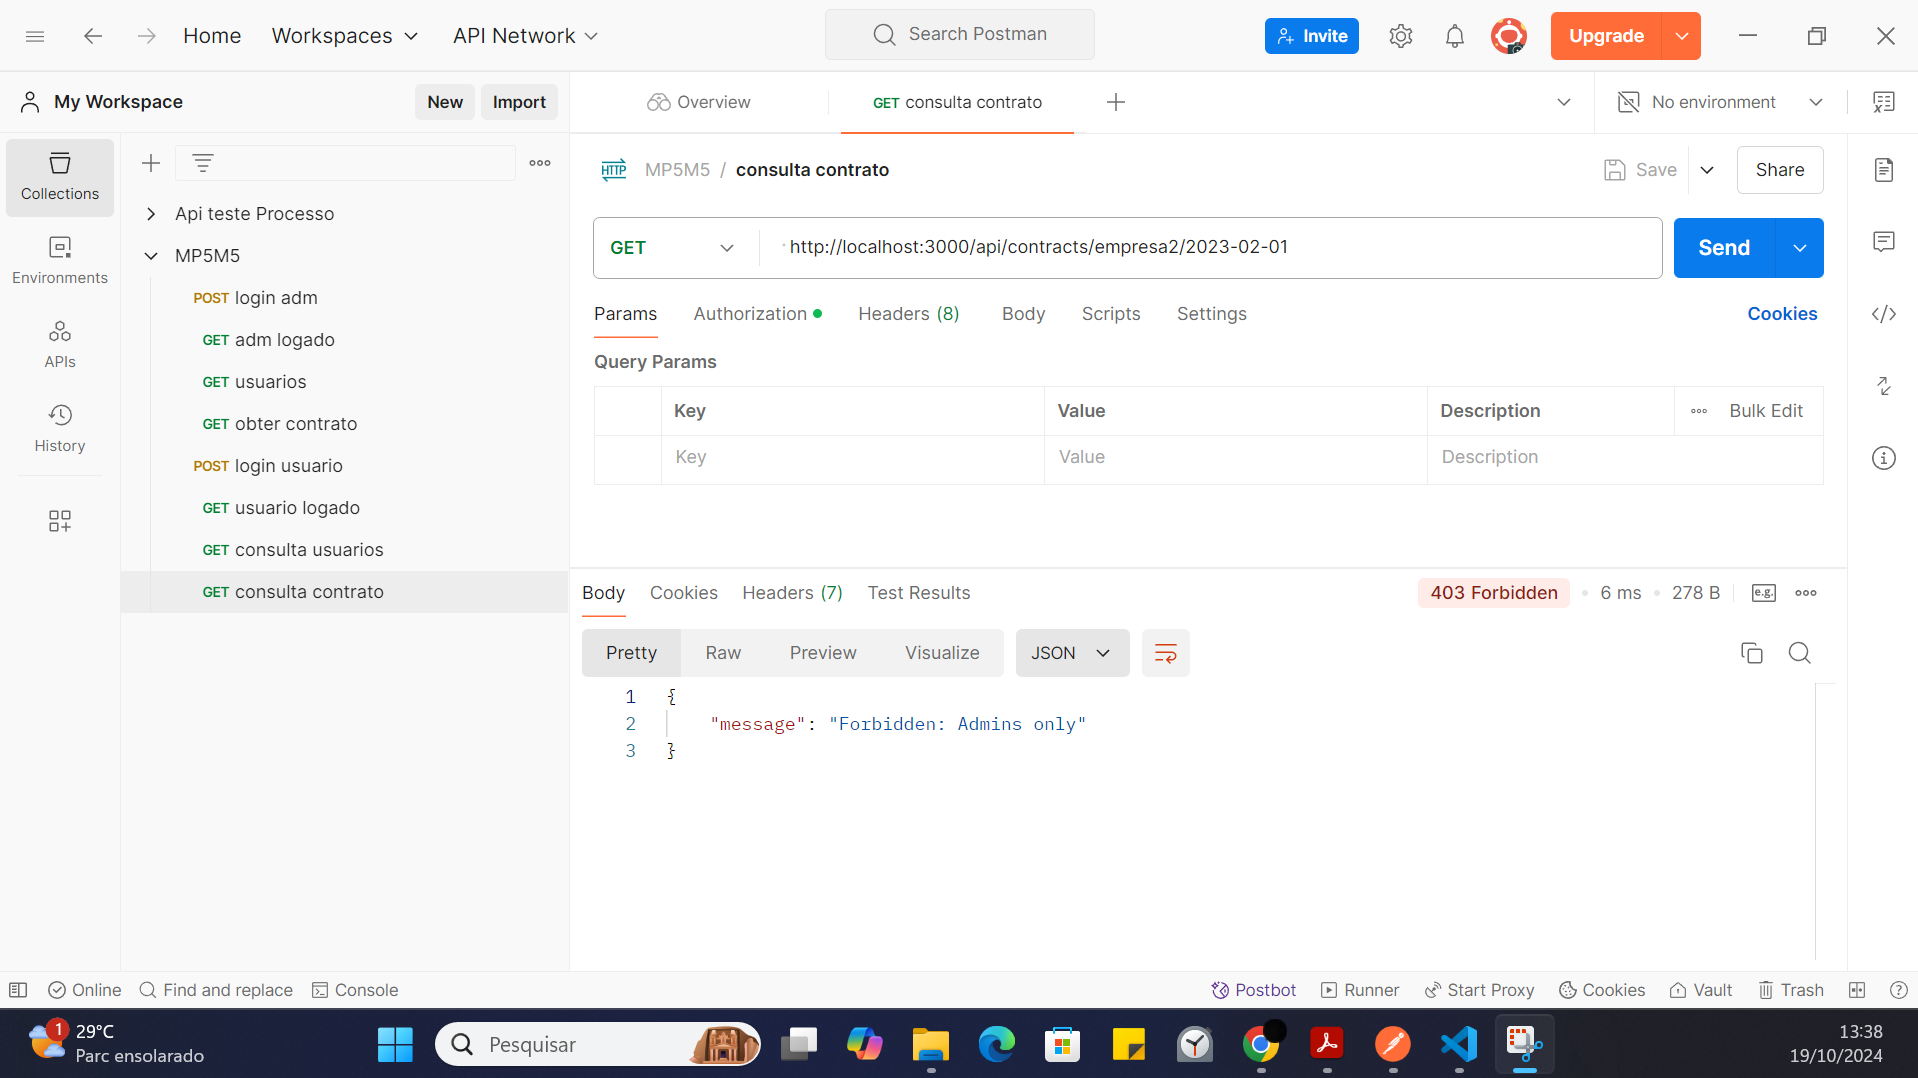 Home
Workspaces
API Network
Search Postman
Invite
Upgrade
My Workspace
New
Import
Overview
GET consulta contrato
No environment
Collections
Environments
APIs
History
Api teste Processo
MP5M5
POST login adm
GET adm logado
GET usuarios
GET obter contrato
POST login usuario
GET usuario logado
GET consulta usuarios
GET consulta contrato
HTTP
MP5M5 / consulta contrato
Save
Share
GET
http://localhost:3000/api/contracts/empresa2/2023-02-01
Send
Params
Authorization
Headers (8)
Body
Scripts
Settings
Cookies
Query Params
Key
Value
Description
Bulk Edit
Key
Value
Description
Body
Cookies
Headers (7)
Test Results
403 Forbidden
6 ms
278 B
e.g.
Pretty
Raw
Preview
Visualize
JSON
1 {
2 "message": "Forbidden: Admins only"
3 }
Online
Find and replace
Console
Postbot
Runner
Start Proxy
Cookies
Vault
Trash
1
29°C
Parc ensolarado
Pesquisar
13:38
19/10/2024